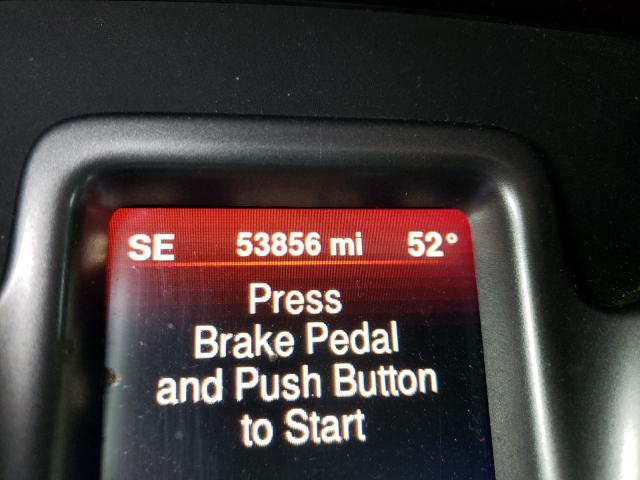 SE 53856 mi 52°
Press
Brake Pedal
and Push Button
to Start